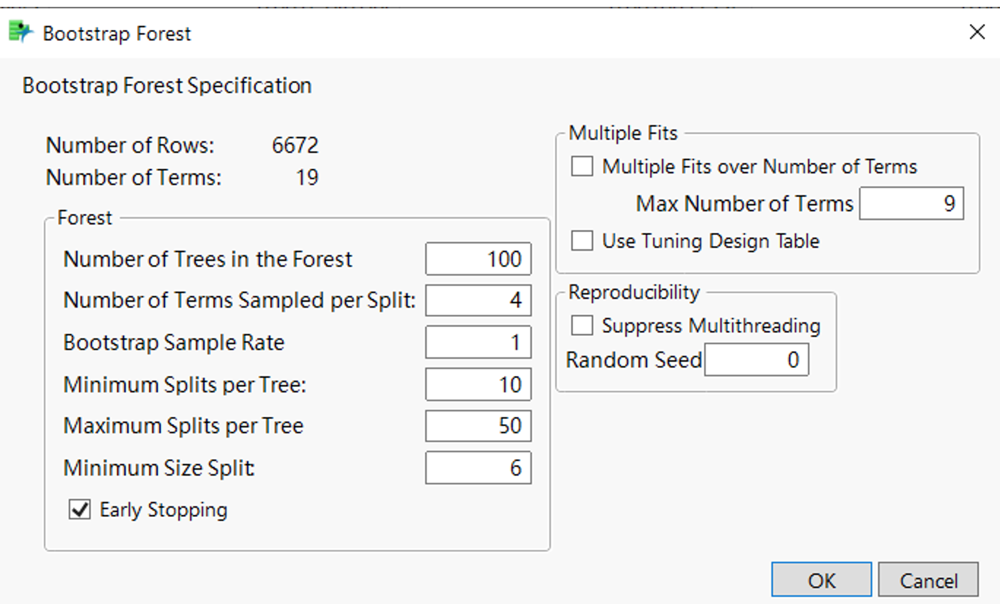 Bootstrap Forest
Bootstrap Forest Specification
Number of Rows: 6672
Number of Terms: 19
Forest
Number of Trees in the Forest 100
Number of Terms Sampled per Split: 4
Bootstrap Sample Rate 1
Minimum Splits per Tree: 10
Maximum Splits per Tree 50
Minimum Size Split: 6
Early Stopping
Multiple Fits
Multiple Fits over Number of Terms
Max Number of Terms 9
Use Tuning Design Table
Reproducibility
Suppress Multithreading
Random Seed 0
OK Cancel